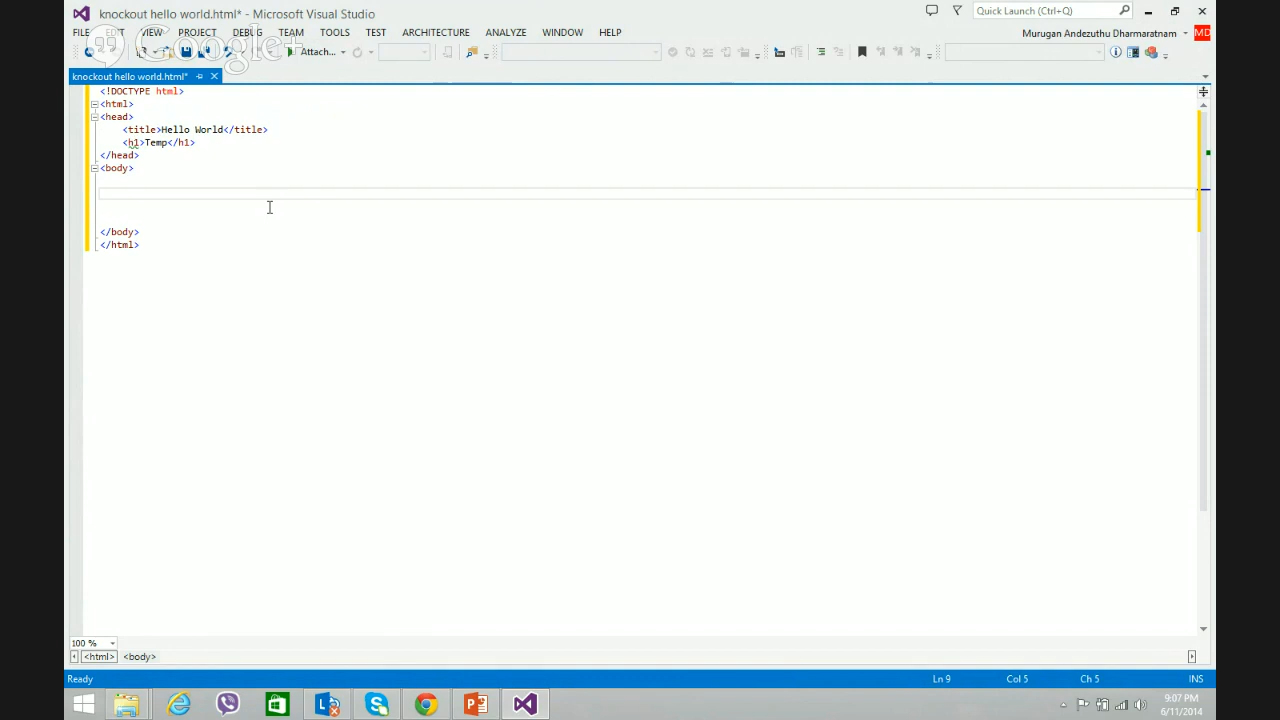 knockout hello world.html* - Microsoft Visual Studio
Quick Launch (Ctrl+Q)
FILE EDIT VIEW PROJECT DEBUG TEAM TOOLS TEST ARCHITECTURE ANALYZE WINDOW HELP
Murugan Andezuthu Dharmaratnam MD
Google+
Attach...
knockout hello world.html*
<!DOCTYPE html>
<html>
<head>
<title>Hello World</title>
<h1>Temp</h1>
</head>
<body>
</body>
</html>
100 %
<html> <body>
Ready Ln 9 Col 5 Ch 5 INS
9:07 PM
6/11/2014